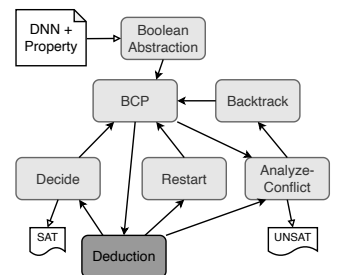 DNN +
Property
Boolean
Abstraction
BCP
Backtrack
Decide
Restart
Analyze-
Conflict
SAT
UNSAT
Deduction